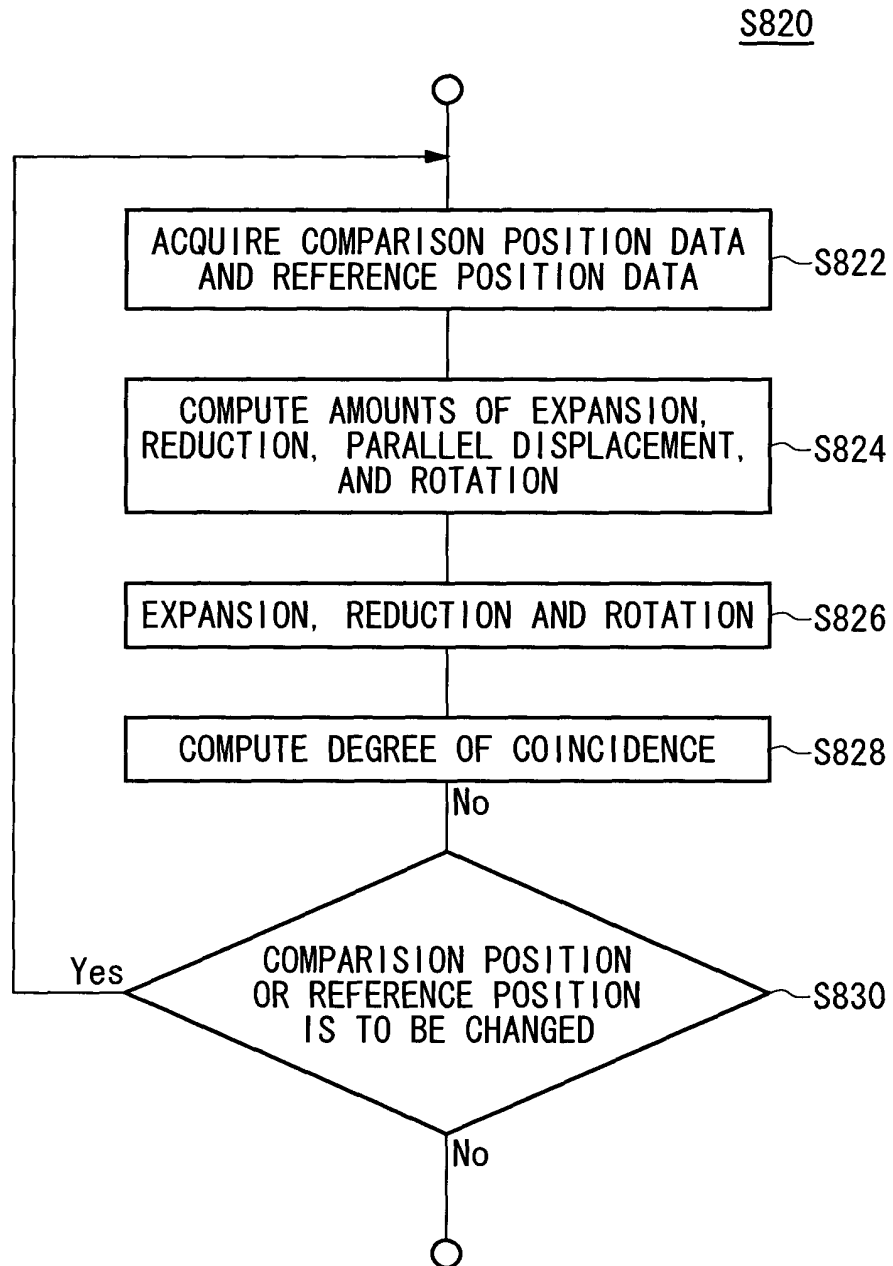 S820
ACQUIRE COMPARISON POSITION DATA
AND REFERENCE POSITION DATA
S822
COMPUTE AMOUNTS OF EXPANSION,
REDUCTION, PARALLEL DISPLACEMENT,
AND ROTATION
S824
EXPANSION, REDUCTION AND ROTATION
S826
COMPUTE DEGREE OF COINCIDENCE
S828
No
Yes
COMPARISION POSITION
OR REFERENCE POSITION
IS TO BE CHANGED
S830
No